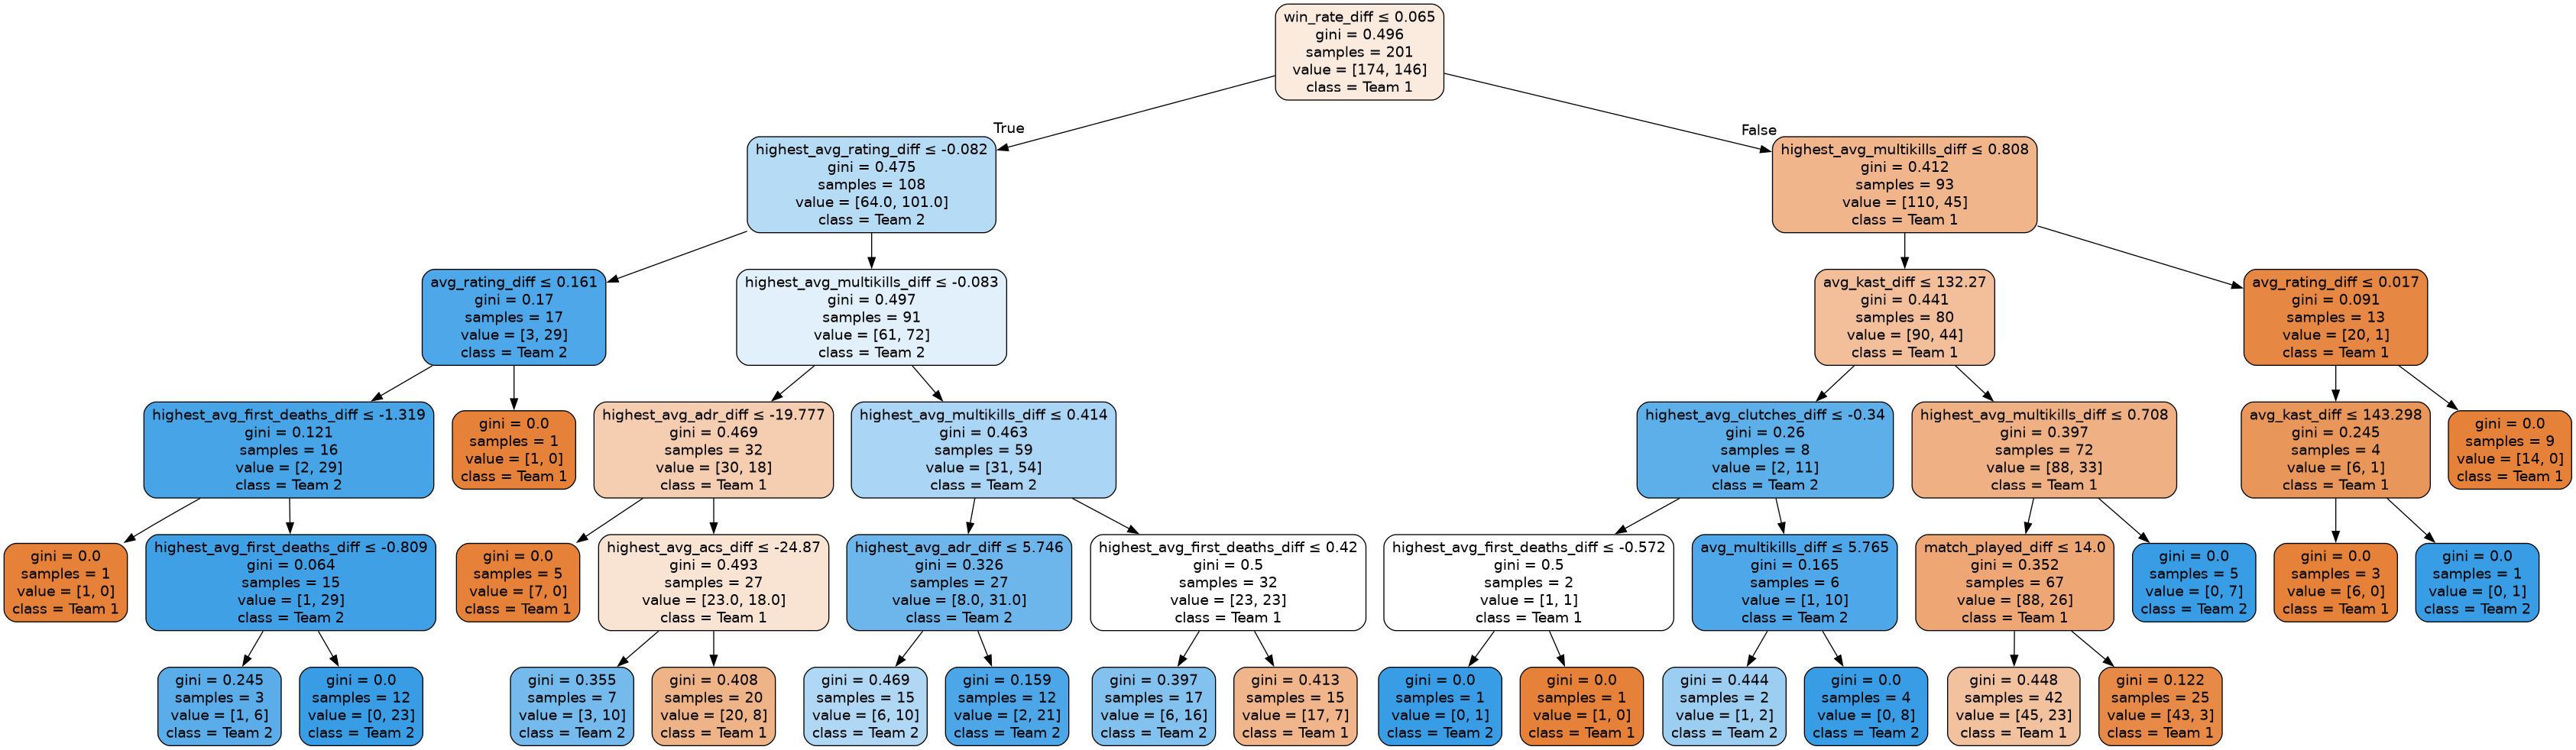 win_rate_diff ≤ 0.065
gini = 0.496
samples = 201
value = [174, 146]
class = Team 1
True
False
highest_avg_rating_diff ≤ -0.082
gini = 0.475
samples = 108
value = [64.0, 101.0]
class = Team 2
highest_avg_multikills_diff ≤ 0.808
gini = 0.412
samples = 93
value = [110, 45]
class = Team 1
avg_rating_diff ≤ 0.161
gini = 0.17
samples = 17
value = [3, 29]
class = Team 2
highest_avg_multikills_diff ≤ -0.083
gini = 0.497
samples = 91
value = [61, 72]
class = Team 2
avg_kast_diff ≤ 132.27
gini = 0.441
samples = 80
value = [90, 44]
class = Team 1
avg_rating_diff ≤ 0.017
gini = 0.091
samples = 13
value = [20, 1]
class = Team 1
highest_avg_first_deaths_diff ≤ -1.319
gini = 0.121
samples = 16
value = [2, 29]
class = Team 2
gini = 0.0
samples = 1
value = [1, 0]
class = Team 1
highest_avg_adr_diff ≤ -19.777
gini = 0.469
samples = 32
value = [30, 18]
class = Team 1
highest_avg_multikills_diff ≤ 0.414
gini = 0.463
samples = 59
value = [31, 54]
class = Team 2
highest_avg_clutches_diff ≤ -0.34
gini = 0.26
samples = 8
value = [2, 11]
class = Team 2
highest_avg_multikills_diff ≤ 0.708
gini = 0.397
samples = 72
value = [88, 33]
class = Team 1
avg_kast_diff ≤ 143.298
gini = 0.245
samples = 4
value = [6, 1]
class = Team 1
gini = 0.0
samples = 9
value = [14, 0]
class = Team 1
gini = 0.0
samples = 1
value = [1, 0]
class = Team 1
highest_avg_first_deaths_diff ≤ -0.809
gini = 0.064
samples = 15
value = [1, 29]
class = Team 2
gini = 0.0
samples = 5
value = [7, 0]
class = Team 1
highest_avg_acs_diff ≤ -24.87
gini = 0.493
samples = 27
value = [23.0, 18.0]
class = Team 1
highest_avg_adr_diff ≤ 5.746
gini = 0.326
samples = 27
value = [8.0, 31.0]
class = Team 2
highest_avg_first_deaths_diff ≤ 0.42
gini = 0.5
samples = 32
value = [23, 23]
class = Team 1
highest_avg_first_deaths_diff ≤ -0.572
gini = 0.5
samples = 2
value = [1, 1]
class = Team 1
avg_multikills_diff ≤ 5.765
gini = 0.165
samples = 6
value = [1, 10]
class = Team 2
match_played_diff ≤ 14.0
gini = 0.352
samples = 67
value = [88, 26]
class = Team 1
gini = 0.0
samples = 5
value = [0, 7]
class = Team 2
gini = 0.0
samples = 3
value = [6, 0]
class = Team 1
gini = 0.0
samples = 1
value = [0, 1]
class = Team 2
gini = 0.245
samples = 3
value = [1, 6]
class = Team 2
gini = 0.0
samples = 12
value = [0, 23]
class = Team 2
gini = 0.355
samples = 7
value = [3, 10]
class = Team 2
gini = 0.408
samples = 20
value = [20, 8]
class = Team 1
gini = 0.469
samples = 15
value = [6, 10]
class = Team 2
gini = 0.159
samples = 12
value = [2, 21]
class = Team 2
gini = 0.397
samples = 17
value = [6, 16]
class = Team 2
gini = 0.413
samples = 15
value = [17, 7]
class = Team 1
gini = 0.0
samples = 1
value = [0, 1]
class = Team 2
gini = 0.0
samples = 1
value = [1, 0]
class = Team 1
gini = 0.444
samples = 2
value = [1, 2]
class = Team 2
gini = 0.0
samples = 4
value = [0, 8]
class = Team 2
gini = 0.448
samples = 42
value = [45, 23]
class = Team 1
gini = 0.122
samples = 25
value = [43, 3]
class = Team 1